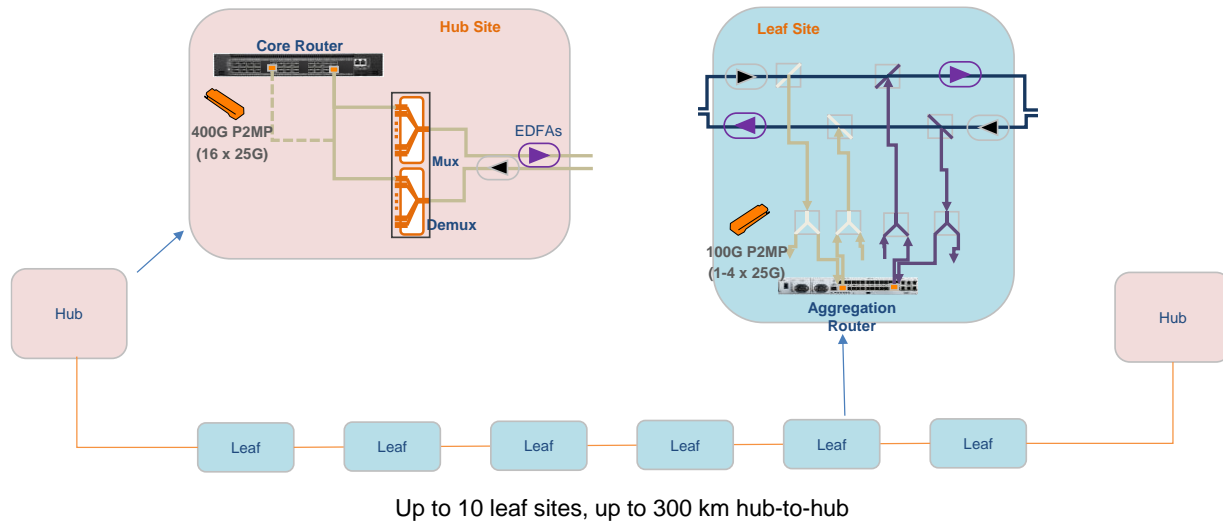 Hub Site
Core Router
400G P2MP
(16 x 25G)
Mux
Demux
EDFAs
Leaf Site
100G P2MP
(1-4 x 25G)
Aggregation
Router
Hub
Hub
Leaf
Leaf
Leaf
Leaf
Leaf
Leaf
Up to 10 leaf sites, up to 300 km hub-to-hub